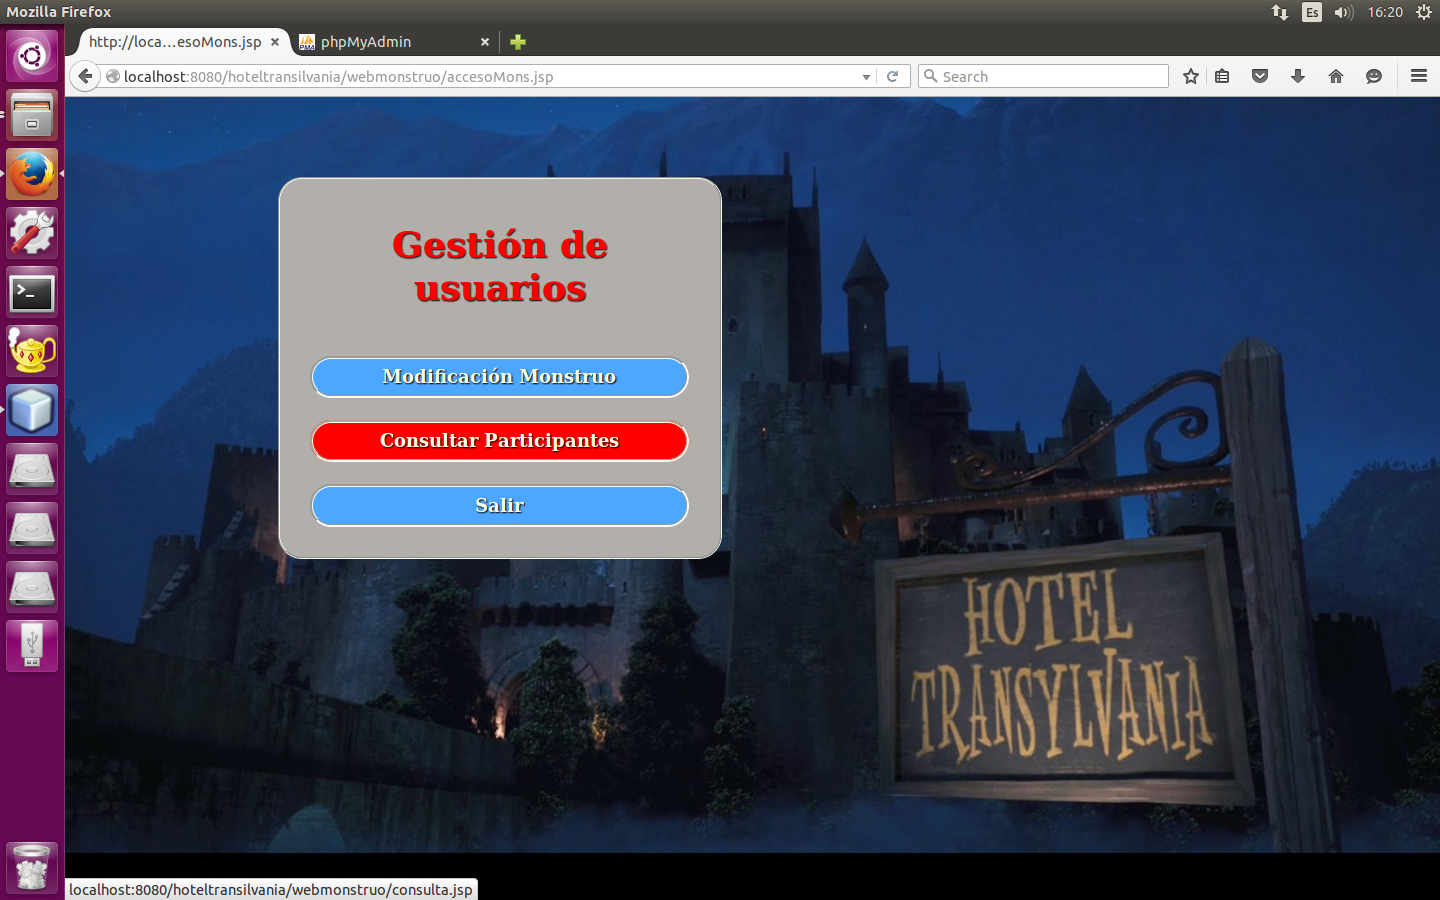 Mozilla Firefox
Es
16:20
http://loca...esoMons.jsp
phpMyAdmin
localhost:8080/hoteltransilvania/webmonstruo/accesoMons.jsp
Search
Gestión de
usuarios
Modificación Monstruo
Consultar Participantes
Salir
HOTEL
TRANSYLVANIA
localhost:8080/hoteltransilvania/webmonstruo/consulta.jsp